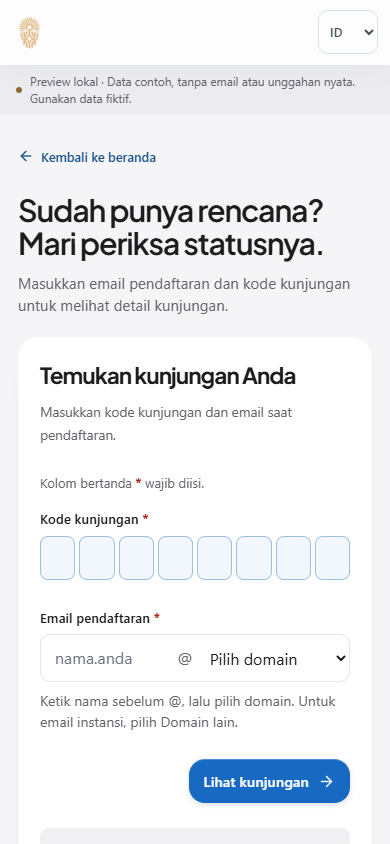 ID
Preview lokal · Data contoh, tanpa email atau unggahan nyata.
Gunakan data fiktif.
← Kembali ke beranda
Sudah punya rencana?
Mari periksa statusnya.
Masukkan email pendaftaran dan kode kunjungan
untuk melihat detail kunjungan.
Temukan kunjungan Anda
Masukkan kode kunjungan dan email saat
pendaftaran.
Kolom bertanda * wajib diisi.
Kode kunjungan *
Email pendaftaran *
nama.anda @ Pilih domain
Ketik nama sebelum @, lalu pilih domain. Untuk
email instansi, pilih Domain lain.
Lihat kunjungan →